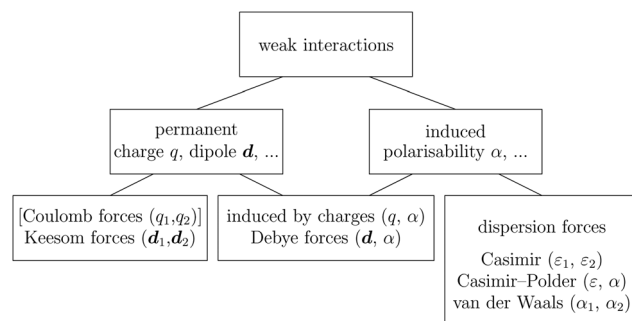 weak interactions
permanent
charge q, dipole d, ...
induced
polarisability α, ...
[Coulomb forces (q₁,q₂)]
Keesom forces (d₁,d₂)
induced by charges (q, α)
Debye forces (d, α)
dispersion forces
Casimir (ε₁, ε₂)
Casimir–Polder (ε, α)
van der Waals (α₁, α₂)